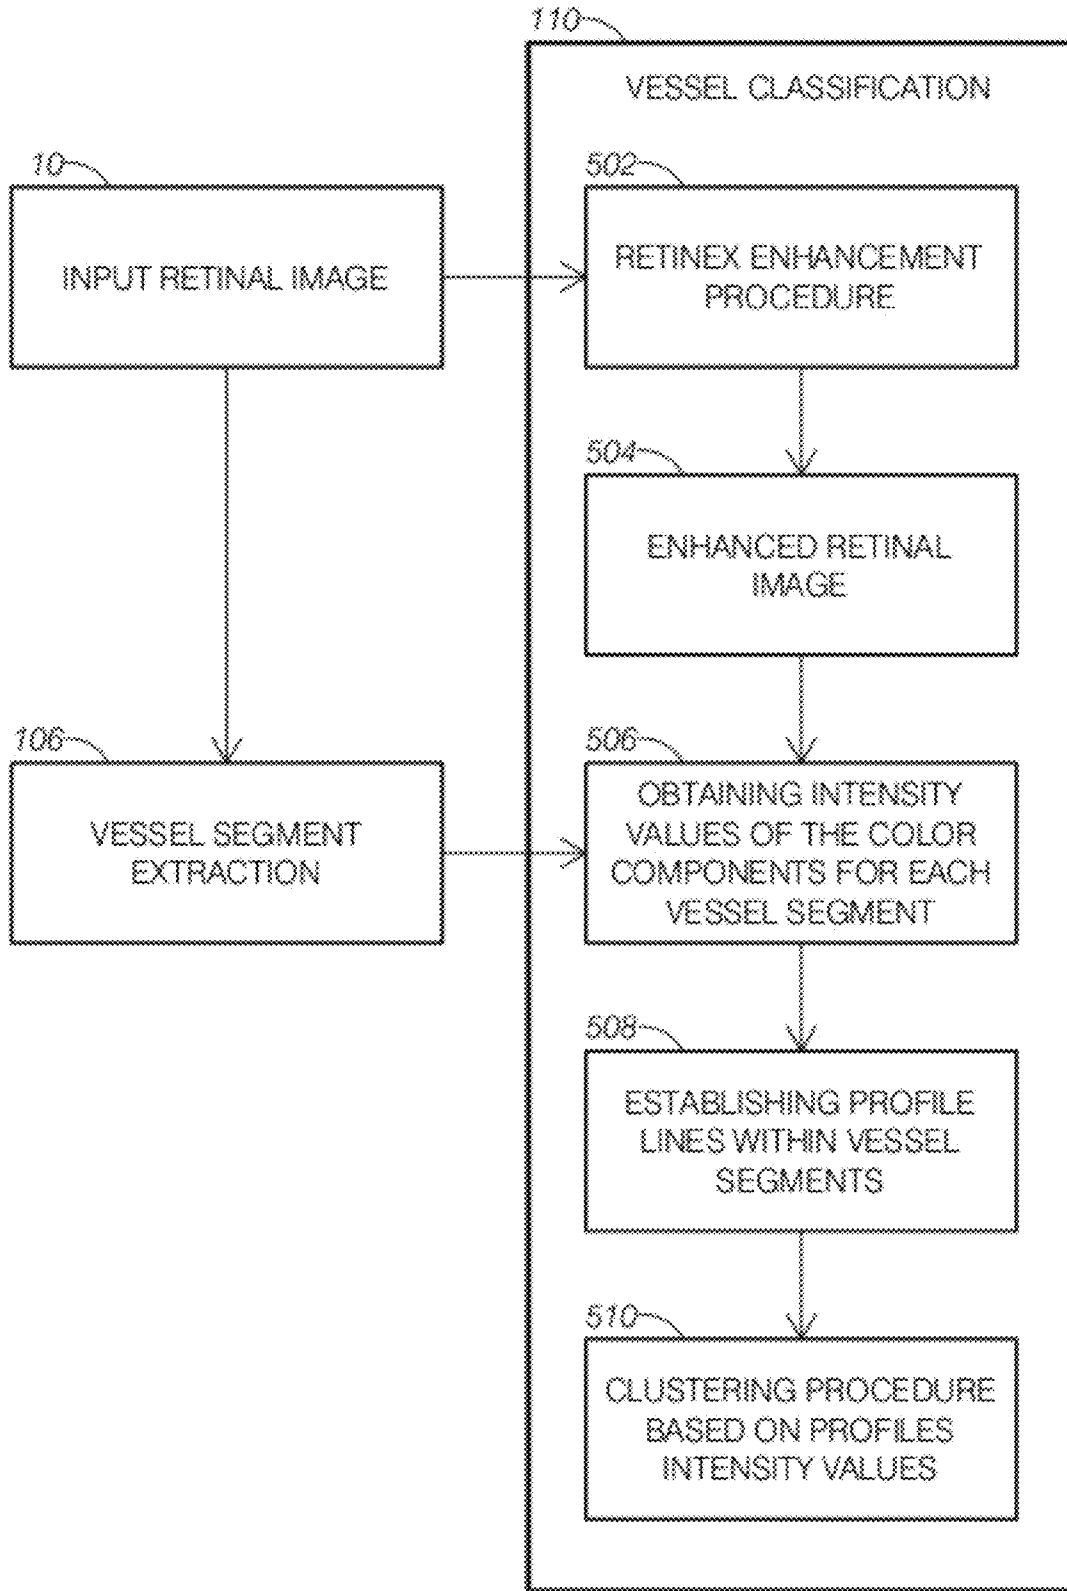 110
VESSEL CLASSIFICATION
10
INPUT RETINAL IMAGE
502
RETINEX ENHANCEMENT
PROCEDURE
504
ENHANCED RETINAL
IMAGE
106
VESSEL SEGMENT
EXTRACTION
506
OBTAINING INTENSITY
VALUES OF THE COLOR
COMPONENTS FOR EACH
VESSEL SEGMENT
508
ESTABLISHING PROFILE
LINES WITHIN VESSEL
SEGMENTS
510
CLUSTERING PROCEDURE
BASED ON PROFILES
INTENSITY VALUES